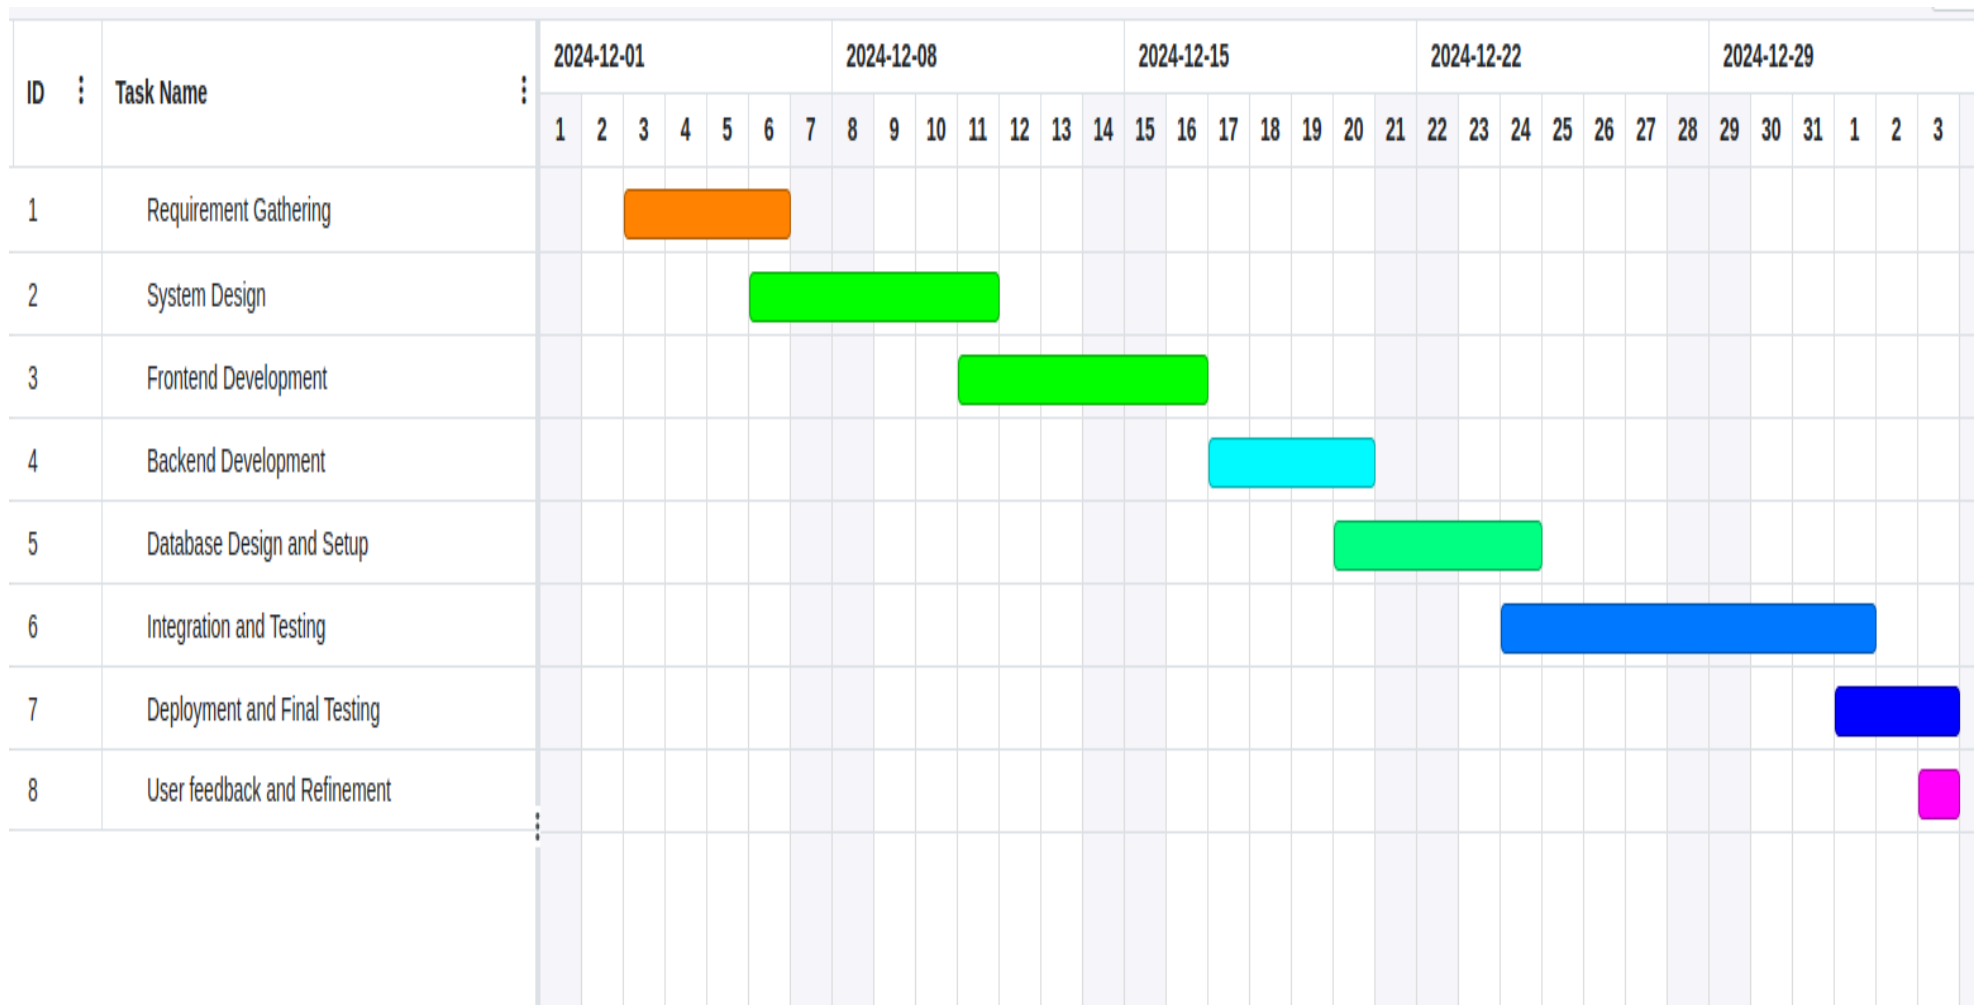 2024-12-01 2024-12-08 2024-12-15 2024-12-22 2024-12-29
ID Task Name
1 2 3 4 5 6 7 8 9 10 11 12 13 14 15 16 17 18 19 20 21 22 23 24 25 26 27 28 29 30 31 1 2 3
1 Requirement Gathering
2 System Design
3 Frontend Development
4 Backend Development
5 Database Design and Setup
6 Integration and Testing
7 Deployment and Final Testing
8 User feedback and Refinement